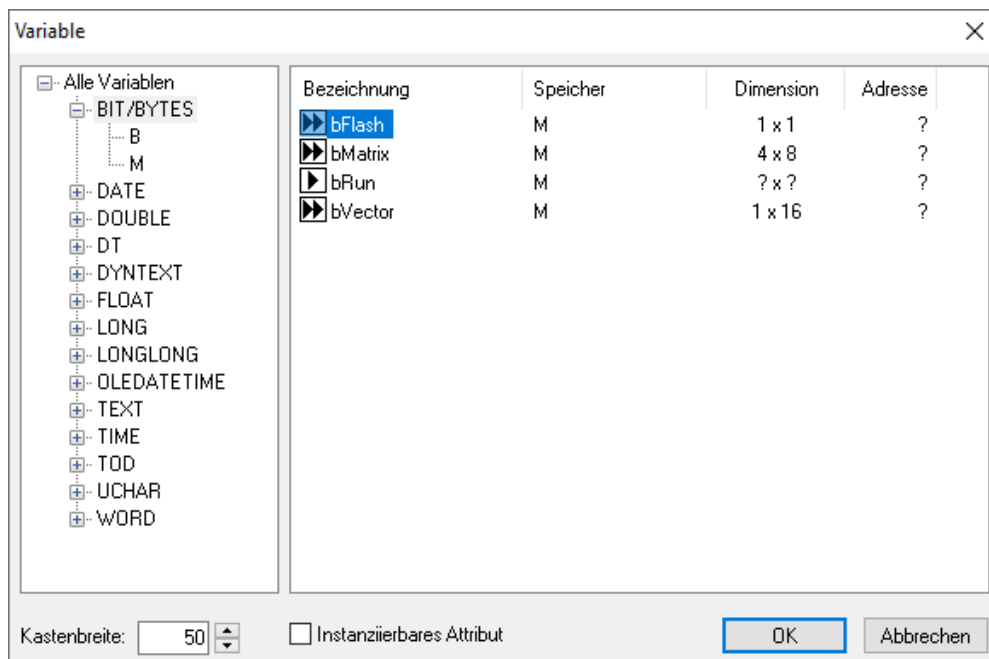 Variable
Alle Variablen
BIT/BYTES
B
M
DATE
DOUBLE
DT
DYNTEXT
FLOAT
LONG
LONGLONG
OLEDATETIME
TEXT
TIME
TOD
UCHAR
WORD
Bezeichnung Speicher Dimension Adresse
bFlash M 1 x 1 ?
bMatrix M 4 x 8 ?
bRun M ? x ? ?
bVector M 1 x 16 ?
Kastenbreite: 50 Instanziierbares Attribut OK Abbrechen